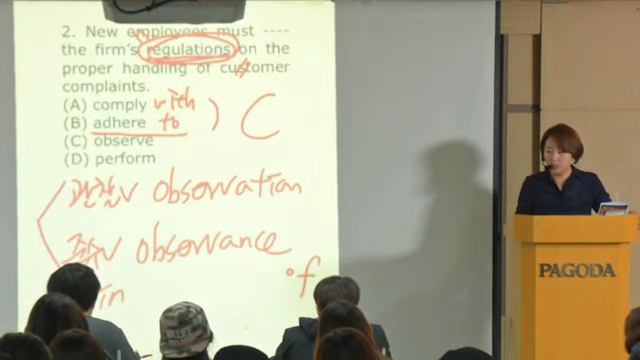 2. New employees must ----
the firm's regulations on the
proper handling of customer
complaints.
(A) comply with
(B) adhere to ) C
(C) observe
(D) perform
관찰 v observation
준수 v observance
in of
PAGODA